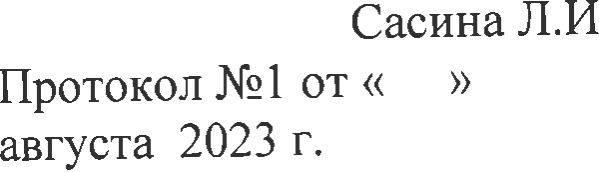 Сасина Л.И
Протокол №1 от «     »
августа  2023 г.